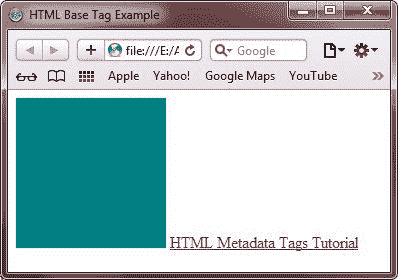 HTML Base Tag Example
file:///E:/A
Google
Apple Yahoo! Google Maps YouTube
HTML Metadata Tags Tutorial